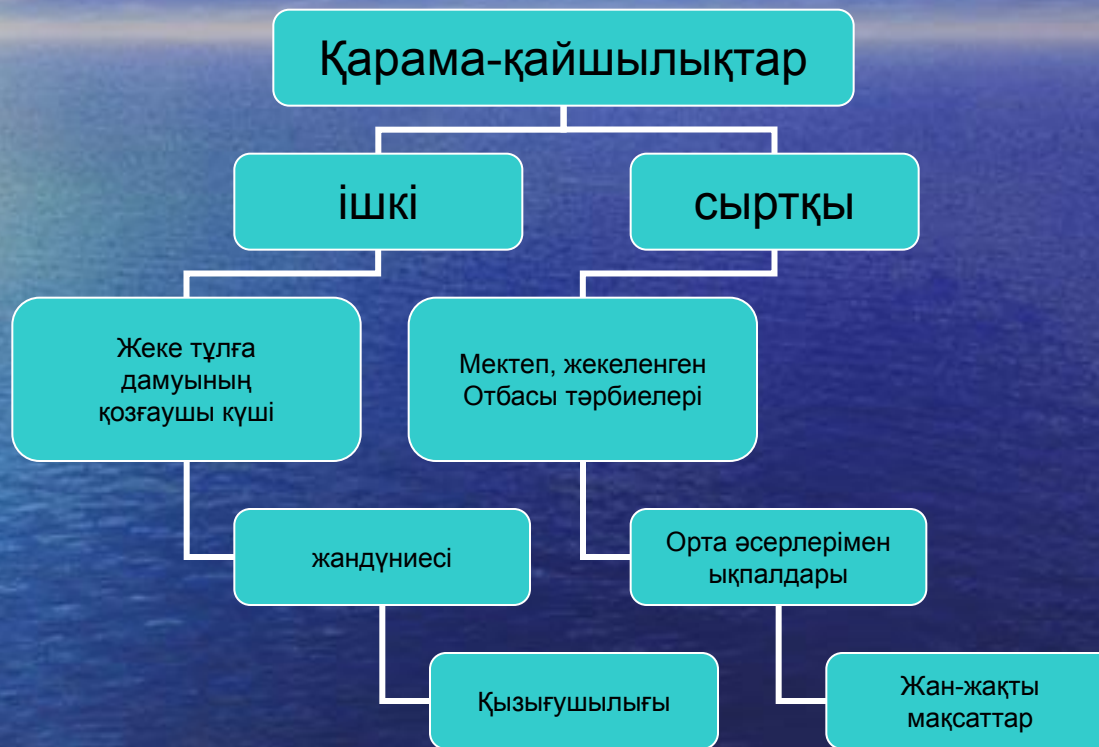 Қарама-қайшылықтар
ішкі
сыртқы
Жеке тұлға
дамуының
қозғаушы күші
Мектеп, жекеленген
Отбасы тәрбиелері
жандүниесі
Орта әсерлерімен
ықпалдары
Қызығушылығы
Жан-жақты
мақсаттар